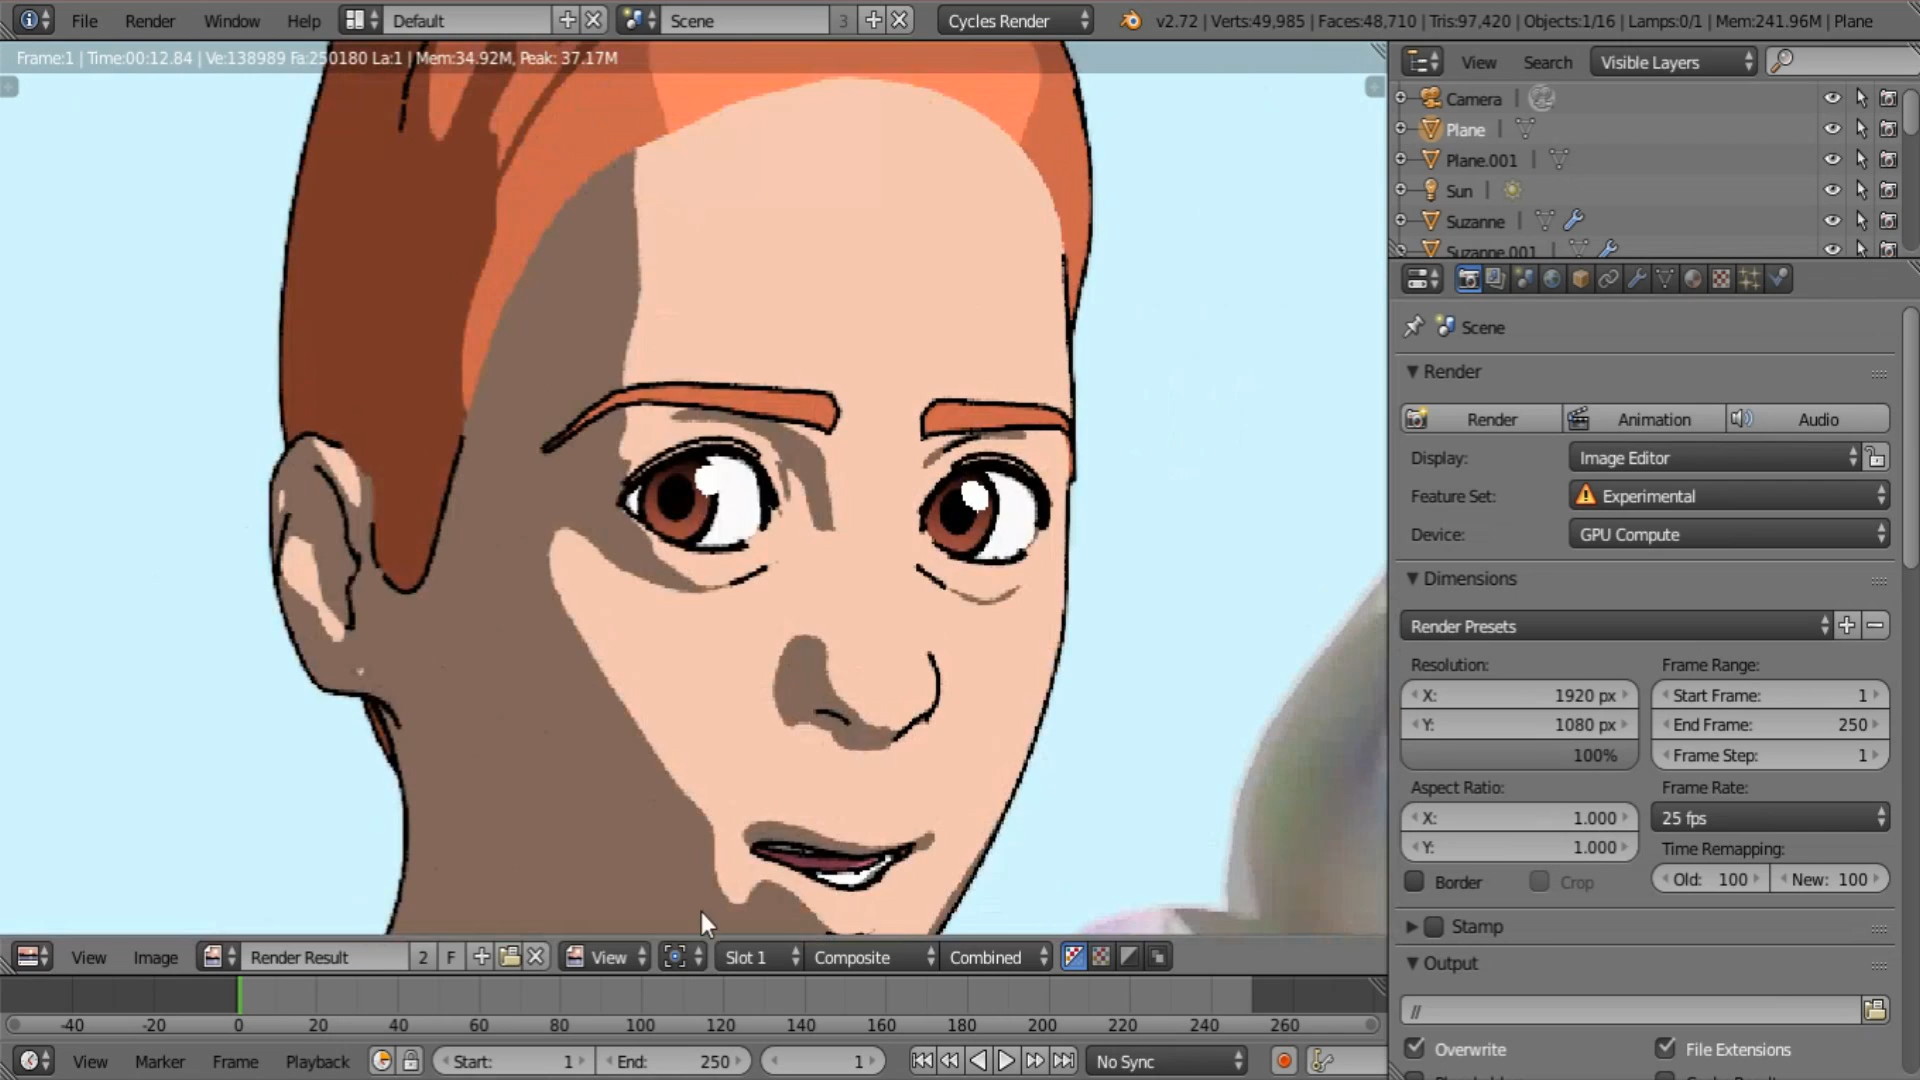 File Render Window Help Default Scene 3 Cycles Render v2.72 | Verts:49,985 | Faces:48,710 | Tris:97,420 | Objects:1/16 | Lamps:0/1 | Mem:241.96M | Plane
Frame:1 | Time:00:12.84 | Ve:138989 Fa:250180 La:1 | Mem:34.92M, Peak: 37.17M
View Search Visible Layers
Camera
Plane
Plane.001
Sun
Suzanne
Suzanne.001
Scene
Render
Render Animation Audio
Display: Image Editor
Feature Set: Experimental
Device: GPU Compute
Dimensions
Render Presets
Resolution: Frame Range:
X: 1920 px Start Frame: 1
Y: 1080 px End Frame: 250
100% Frame Step: 1
Aspect Ratio: Frame Rate:
X: 1.000 25 fps
Y: 1.000 Time Remapping:
Border Crop Old: 100 New: 100
Stamp
Output
//
Overwrite File Extensions
View Image Render Result 2 F View Slot 1 Composite Combined
-40 -20 0 20 40 60 80 100 120 140 160 180 200 220 240 260
View Marker Frame Playback Start: 1 End: 250 1 No Sync